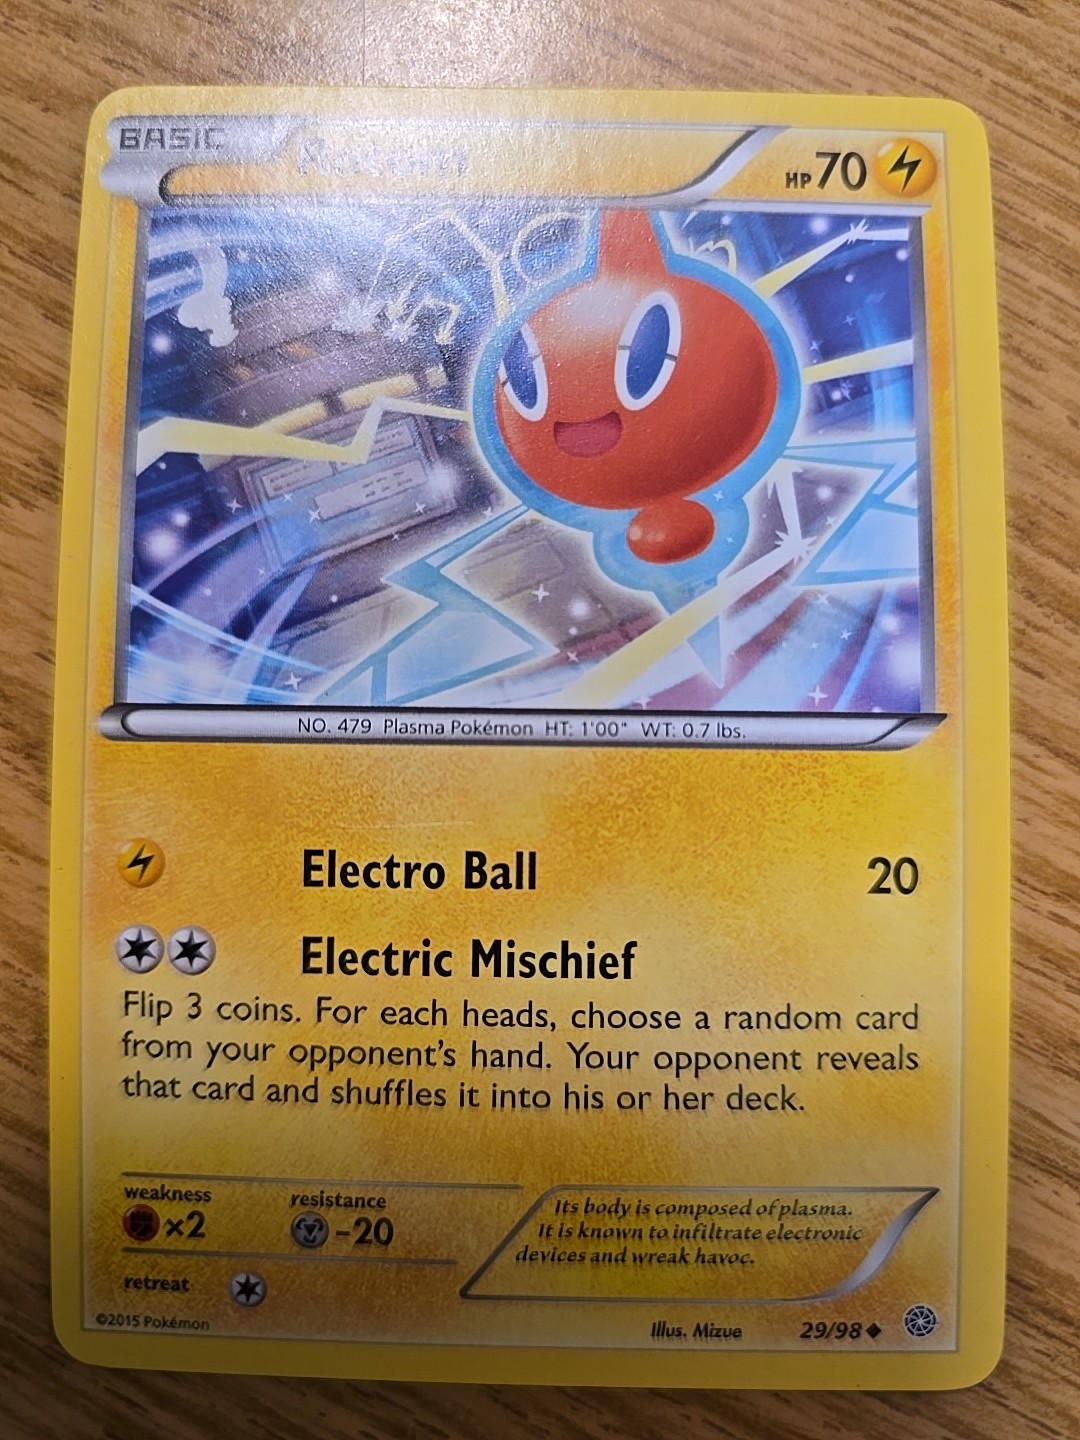 BASIC
Rotom
HP 70
NO. 479 Plasma Pokémon HT: 1'00" WT: 0.7 lbs.
Electro Ball 20
Electric Mischief
Flip 3 coins. For each heads, choose a random card
from your opponent's hand. Your opponent reveals
that card and shuffles it into his or her deck.
weakness
×2
resistance
-20
Its body is composed of plasma.
It is known to infiltrate electronic
devices and wreak havoc.
retreat
©2015 Pokémon
Illus. Mizue
29/98